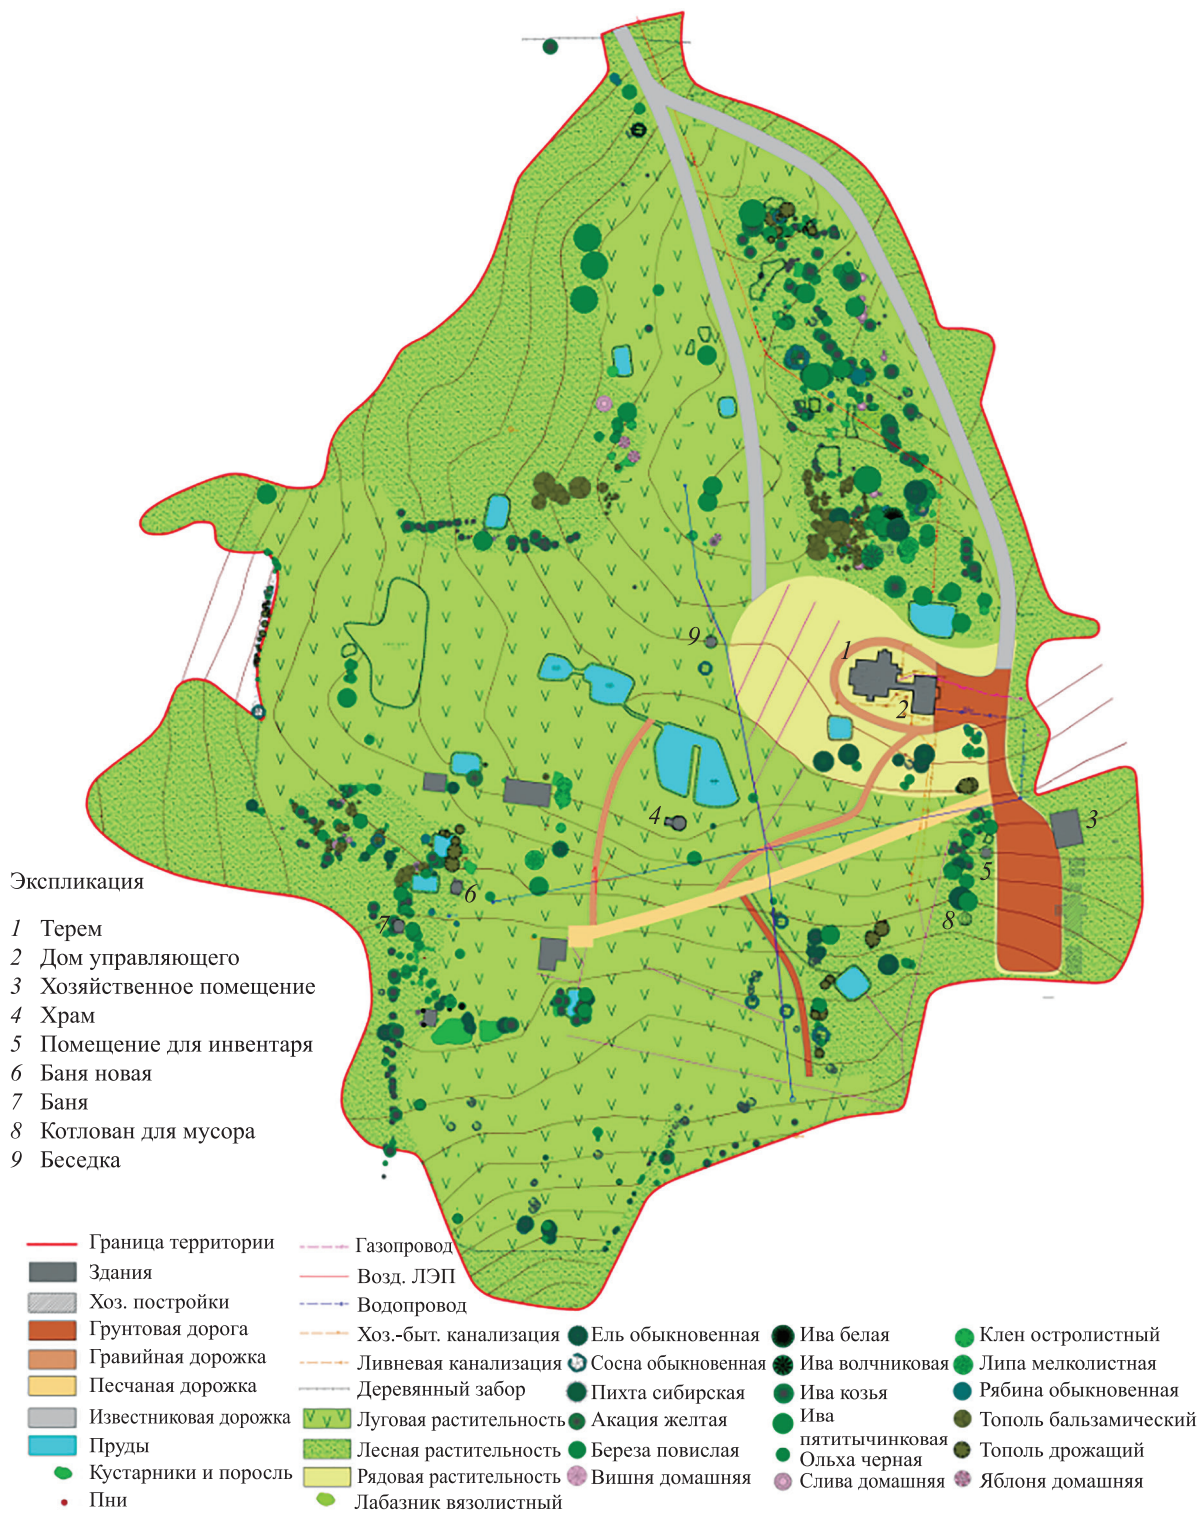 1
2
3
4
5
6
7
8
9
Экспликация
1 Терем
2 Дом управляющего
3 Хозяйственное помещение
4 Храм
5 Помещение для инвентаря
6 Баня новая
7 Баня
8 Котлован для мусора
9 Беседка
Граница территории
Здания
Хоз. постройки
Грунтовая дорога
Гравийная дорожка
Песчаная дорожка
Известниковая дорожка
Пруды
Кустарники и поросль
Пни
Газопровод
Возд. ЛЭП
Водопровод
Хоз.-быт. канализация
Ливневая канализация
Деревянный забор
Луговая растительность
Лесная растительность
Рядовая растительность
Лабазник вязолистный
Ель обыкновенная
Сосна обыкновенная
Пихта сибирская
Акация желтая
Береза повислая
Вишня домашняя
Ива белая
Ива волчниковая
Ива козья
Ива
пятитычинковая
Ольха черная
Слива домашняя
Клен остролистный
Липа мелколистная
Рябина обыкновенная
Тополь бальзамический
Тополь дрожащий
Яблоня домашняя